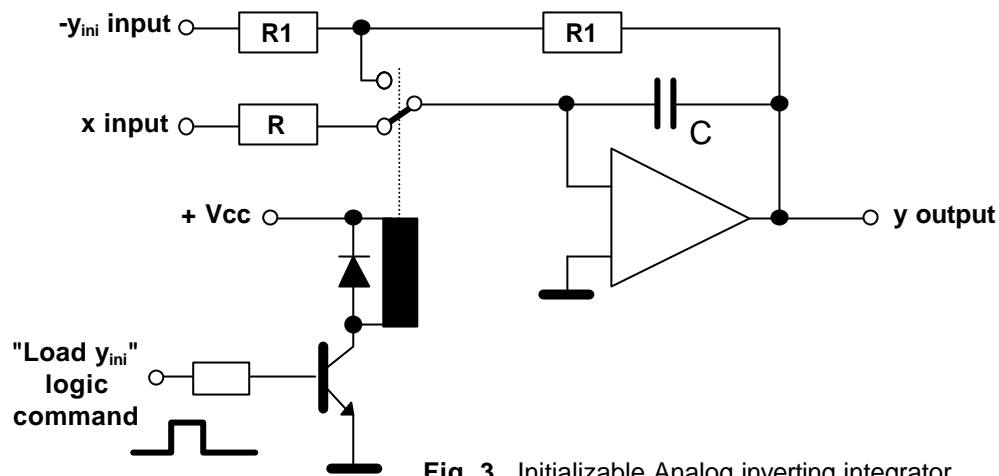 -yini input
R1
R1
x input
R
C
+ Vcc
y output
"Load yini"
logic
command
Fig. 3 Initializable Analog inverting integrator